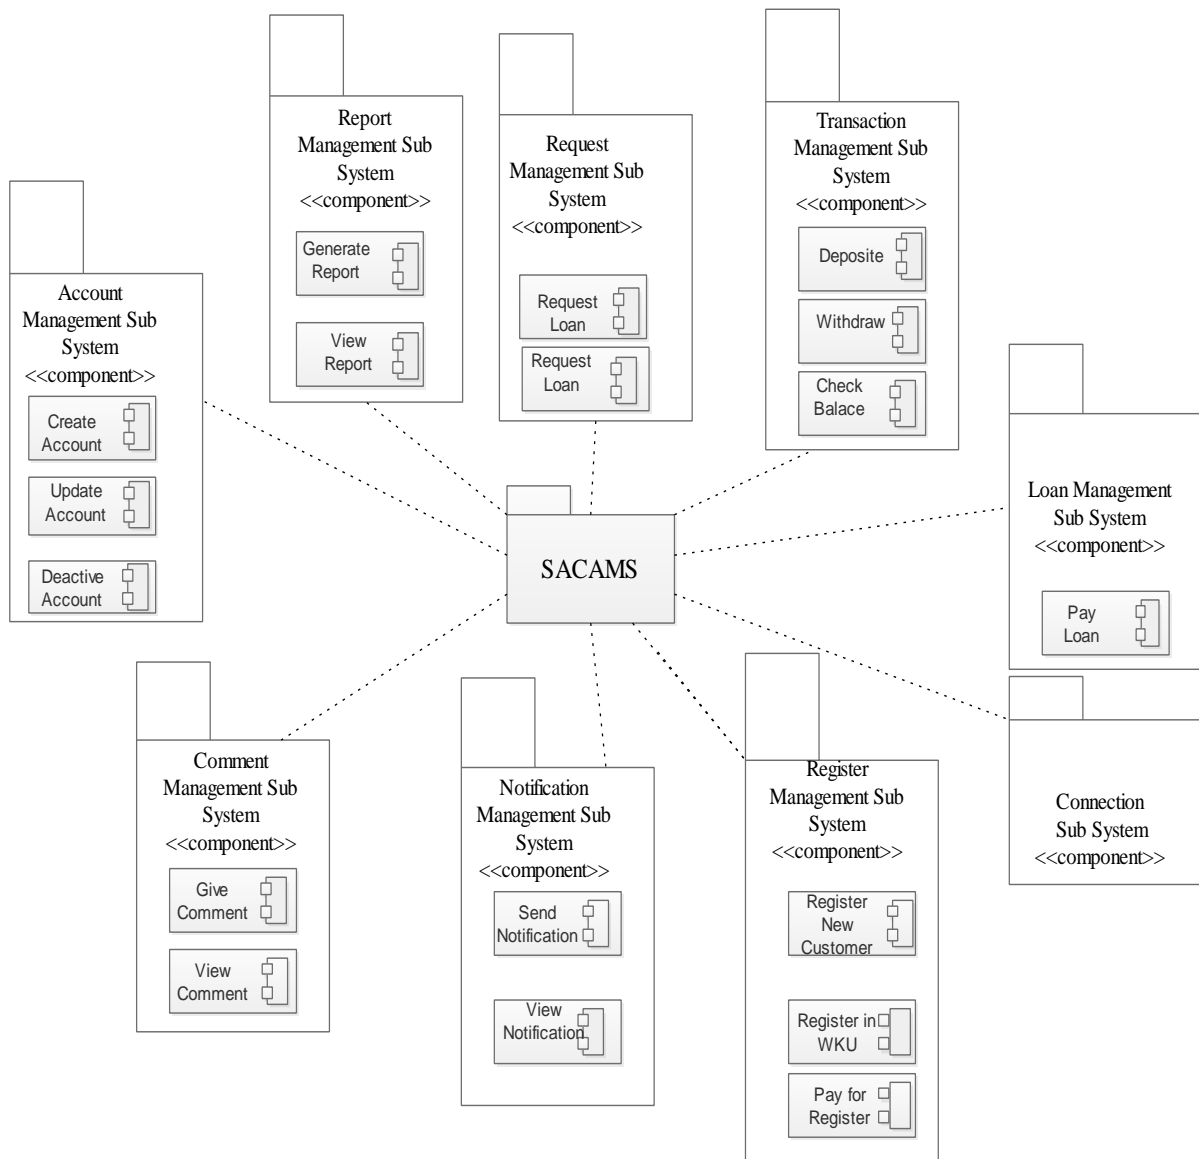 Report
Management Sub
System
<<component>>
Generate
Report
View
Report
Request
Management Sub
System
<<component>>
Request
Loan
Request
Loan
Transaction
Management Sub
System
<<component>>
Deposite
Withdraw
Check
Balace
Account
Management Sub
System
<<component>>
Create
Account
Update
Account
Deactive
Account
SACAMS
Loan Management
Sub System
<<component>>
Pay
Loan
Comment
Management Sub
System
<<component>>
Give
Comment
View
Comment
Notification
Management Sub
System
<<component>>
Send
Notification
View
Notification
Register
Management Sub
System
<<component>>
Register
New
Customer
Register in
WKU
Pay for
Register
Connection
Sub System
<<component>>